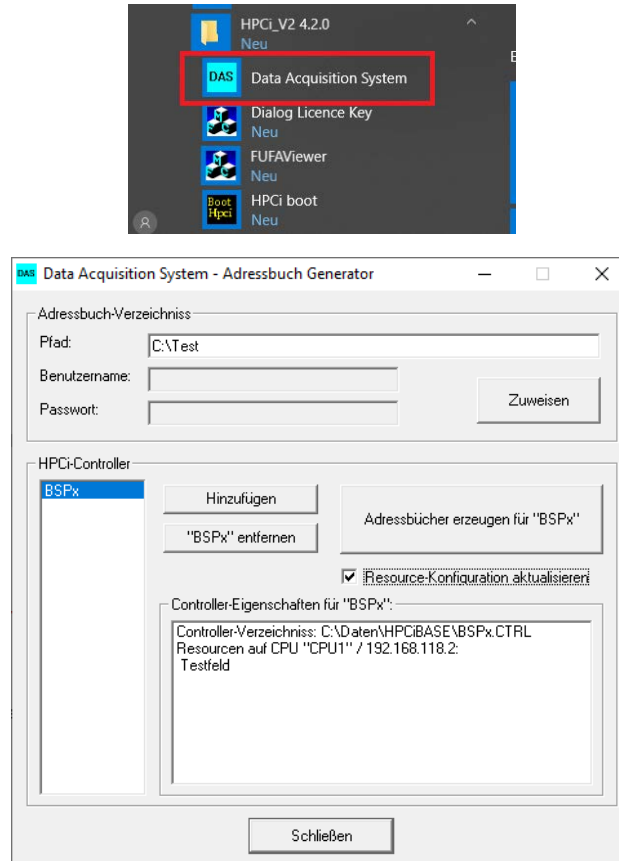 HPCi_V2 4.2.0
Neu
DAS
Data Acquisition System
Dialog Licence Key
Neu
FUFAViewer
Neu
Boot
Hpci
HPCi boot
Neu
DAS
Data Acquisition System - Adressbuch Generator
Adressbuch-Verzeichniss
Pfad:
C:\Test
Benutzername:
Passwort:
Zuweisen
HPCi-Controller
BSPx
Hinzufügen
"BSPx" entfernen
Adressbücher erzeugen für "BSPx"
Resource-Konfiguration aktualisieren
Controller-Eigenschaften für "BSPx":
Controller-Verzeichniss: C:\Daten\HPCiBASE\BSPx.CTRL
Resourcen auf CPU "CPU1" / 192.168.118.2:
Testfeld
Schließen